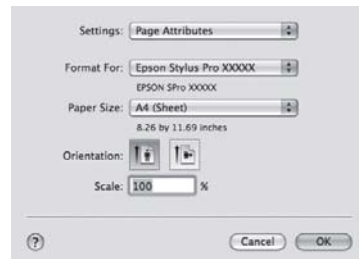 Settings: Page Attributes
Format For: Epson Stylus Pro XXXXX
EPSON SPro XXXXX
Paper Size: A4 (Sheet)
8.26 by 11.69 inches
Orientation:
Scale: 100 %
? Cancel OK